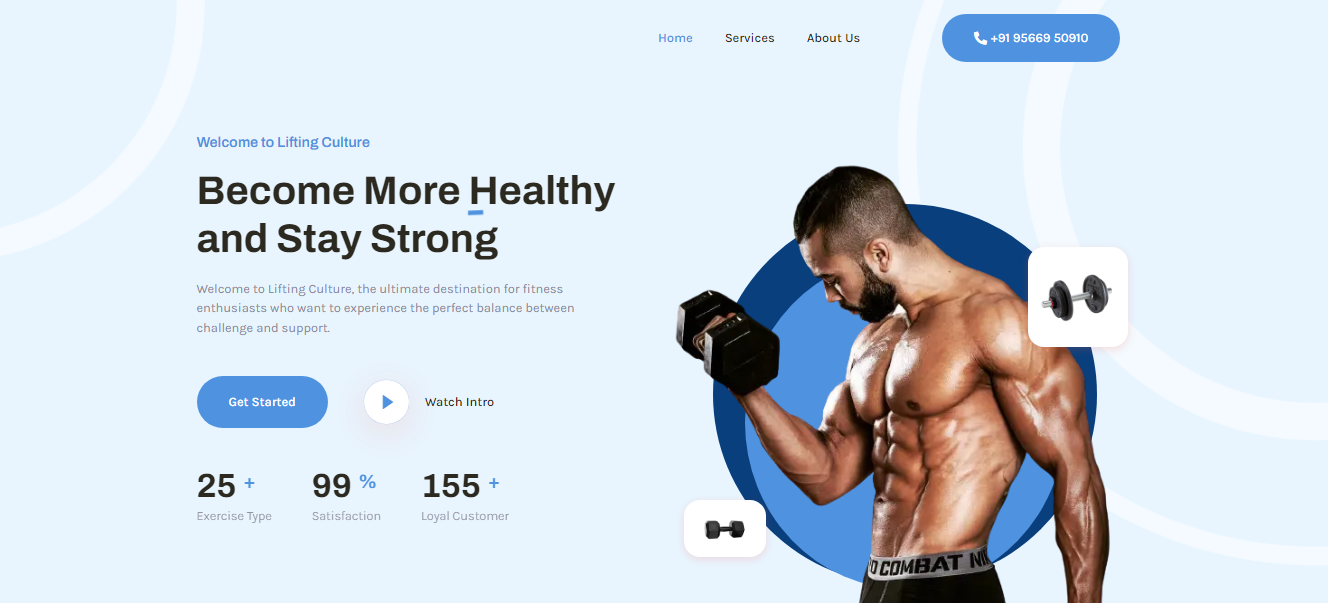 Home
Services
About Us
+91 95669 50910
Welcome to Lifting Culture
Become More Healthy
and Stay Strong
Welcome to Lifting Culture, the ultimate destination for fitness
enthusiasts who want to experience the perfect balance between
challenge and support.
Get Started
Watch Intro
25 +
99 %
155 +
Exercise Type
Satisfaction
Loyal Customer
O COMBAT NI